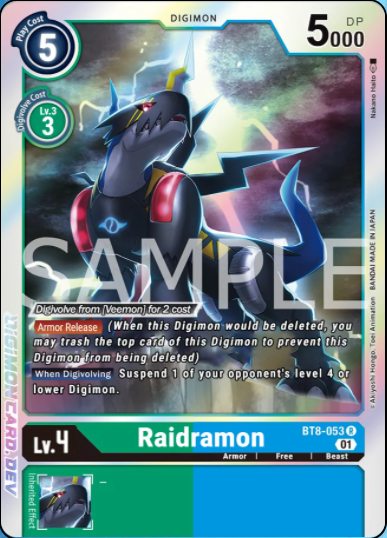 Play Cost
5
DIGIMON
5000
DP
Digivolve Cost
Lv.3
3
Nakano Haito
© Akiyoshi Hongo, Toei Animation BANDAI MADE IN JAPAN
SAMPLE
Digivolve from [Veemon] for 2 cost
Armor Release (When this Digimon would be deleted, you
may trash the top card of this Digimon to prevent this
Digimon from being deleted)
When Digivolving Suspend 1 of your opponent's level 4 or
lower Digimon.
DIGIMONCARD.DEV
Lv.4
Raidramon
BT8-053 R
01
Armor | Free | Beast
Inherited Effect
-